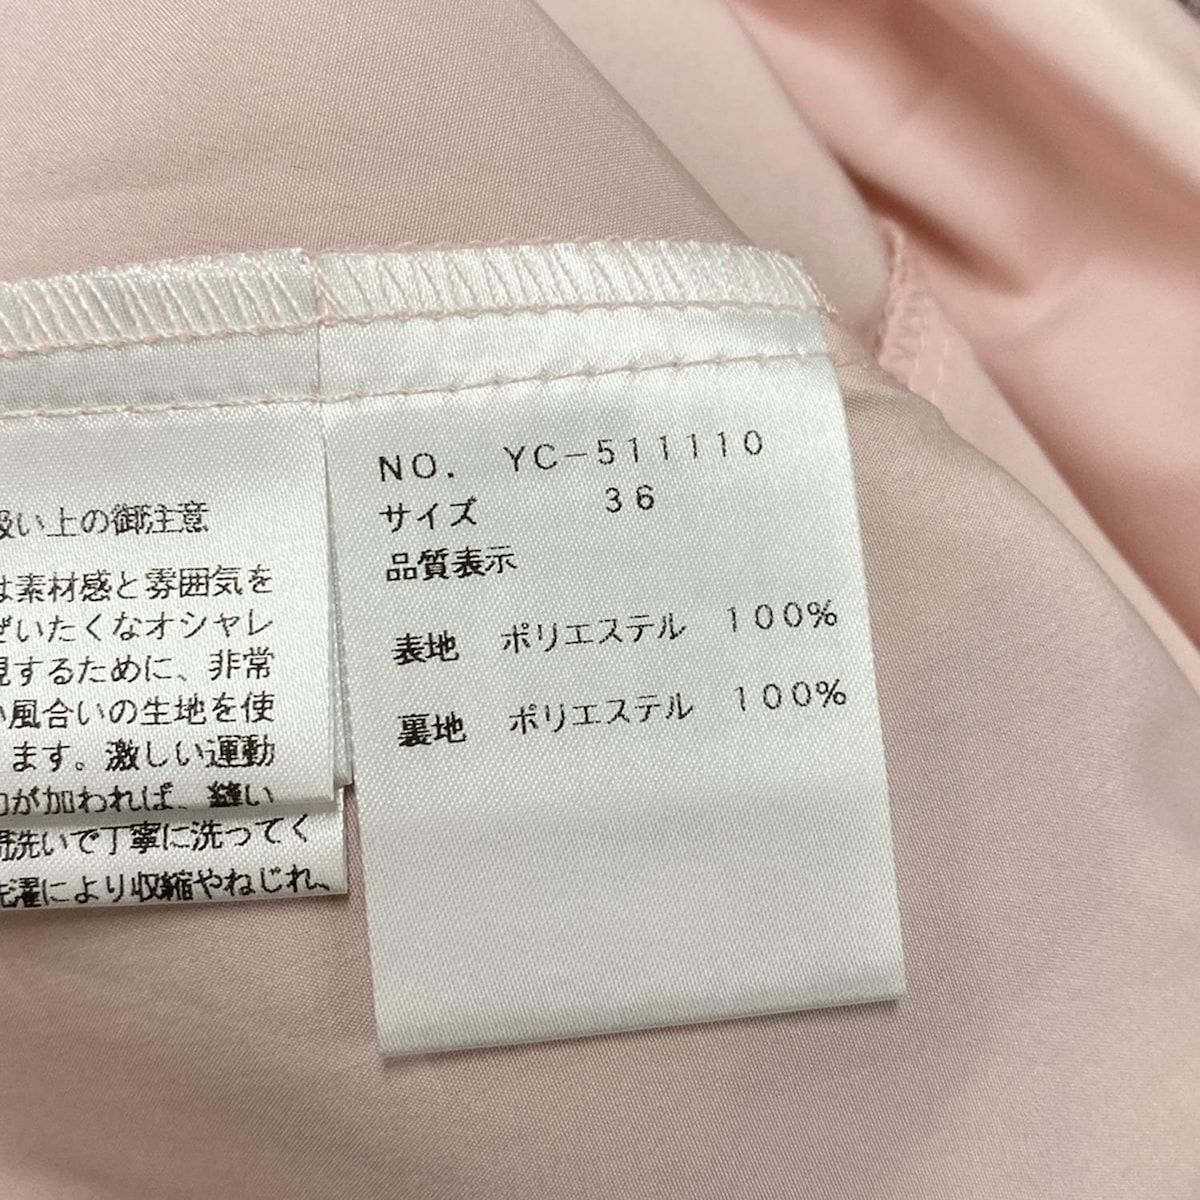 NO. YC-511110
サイズ 36
品質表示
表地 ポリエステル 100%
裏地 ポリエステル 100%
扱い上の御注意
は素材感と雰囲気を
ぜいたくなオシャレ
現するために、非常
い風合いの生地を使
ます。激しい運動
が加われば、縫い
洗いで丁寧に洗ってく
洗濯により収縮やねじれ、